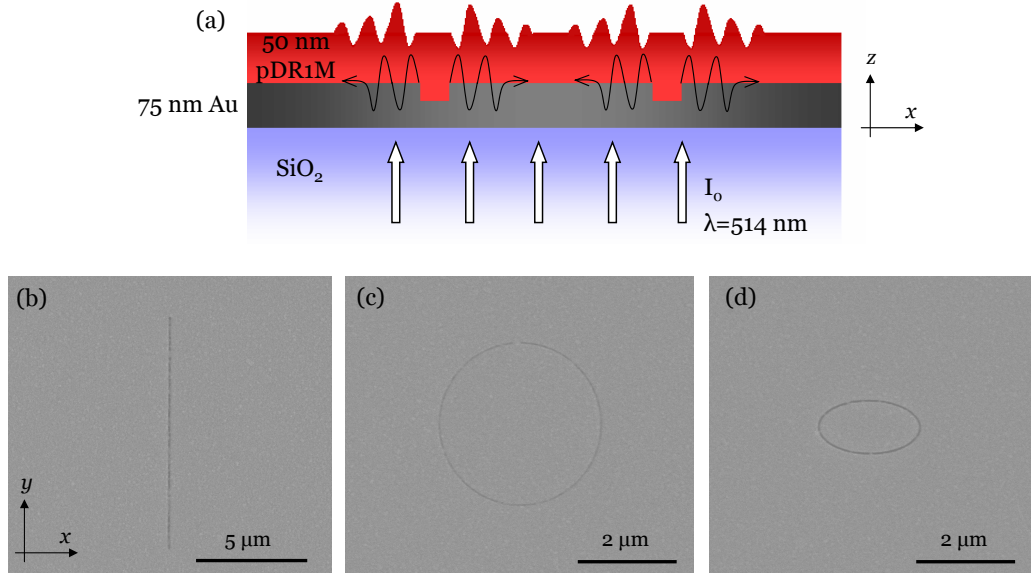 (a)
50 nm
pDR1M
75 nm Au
z
x
SiO₂
I₀
λ=514 nm
(b)
y
x
5 µm
(c)
2 µm
(d)
2 µm